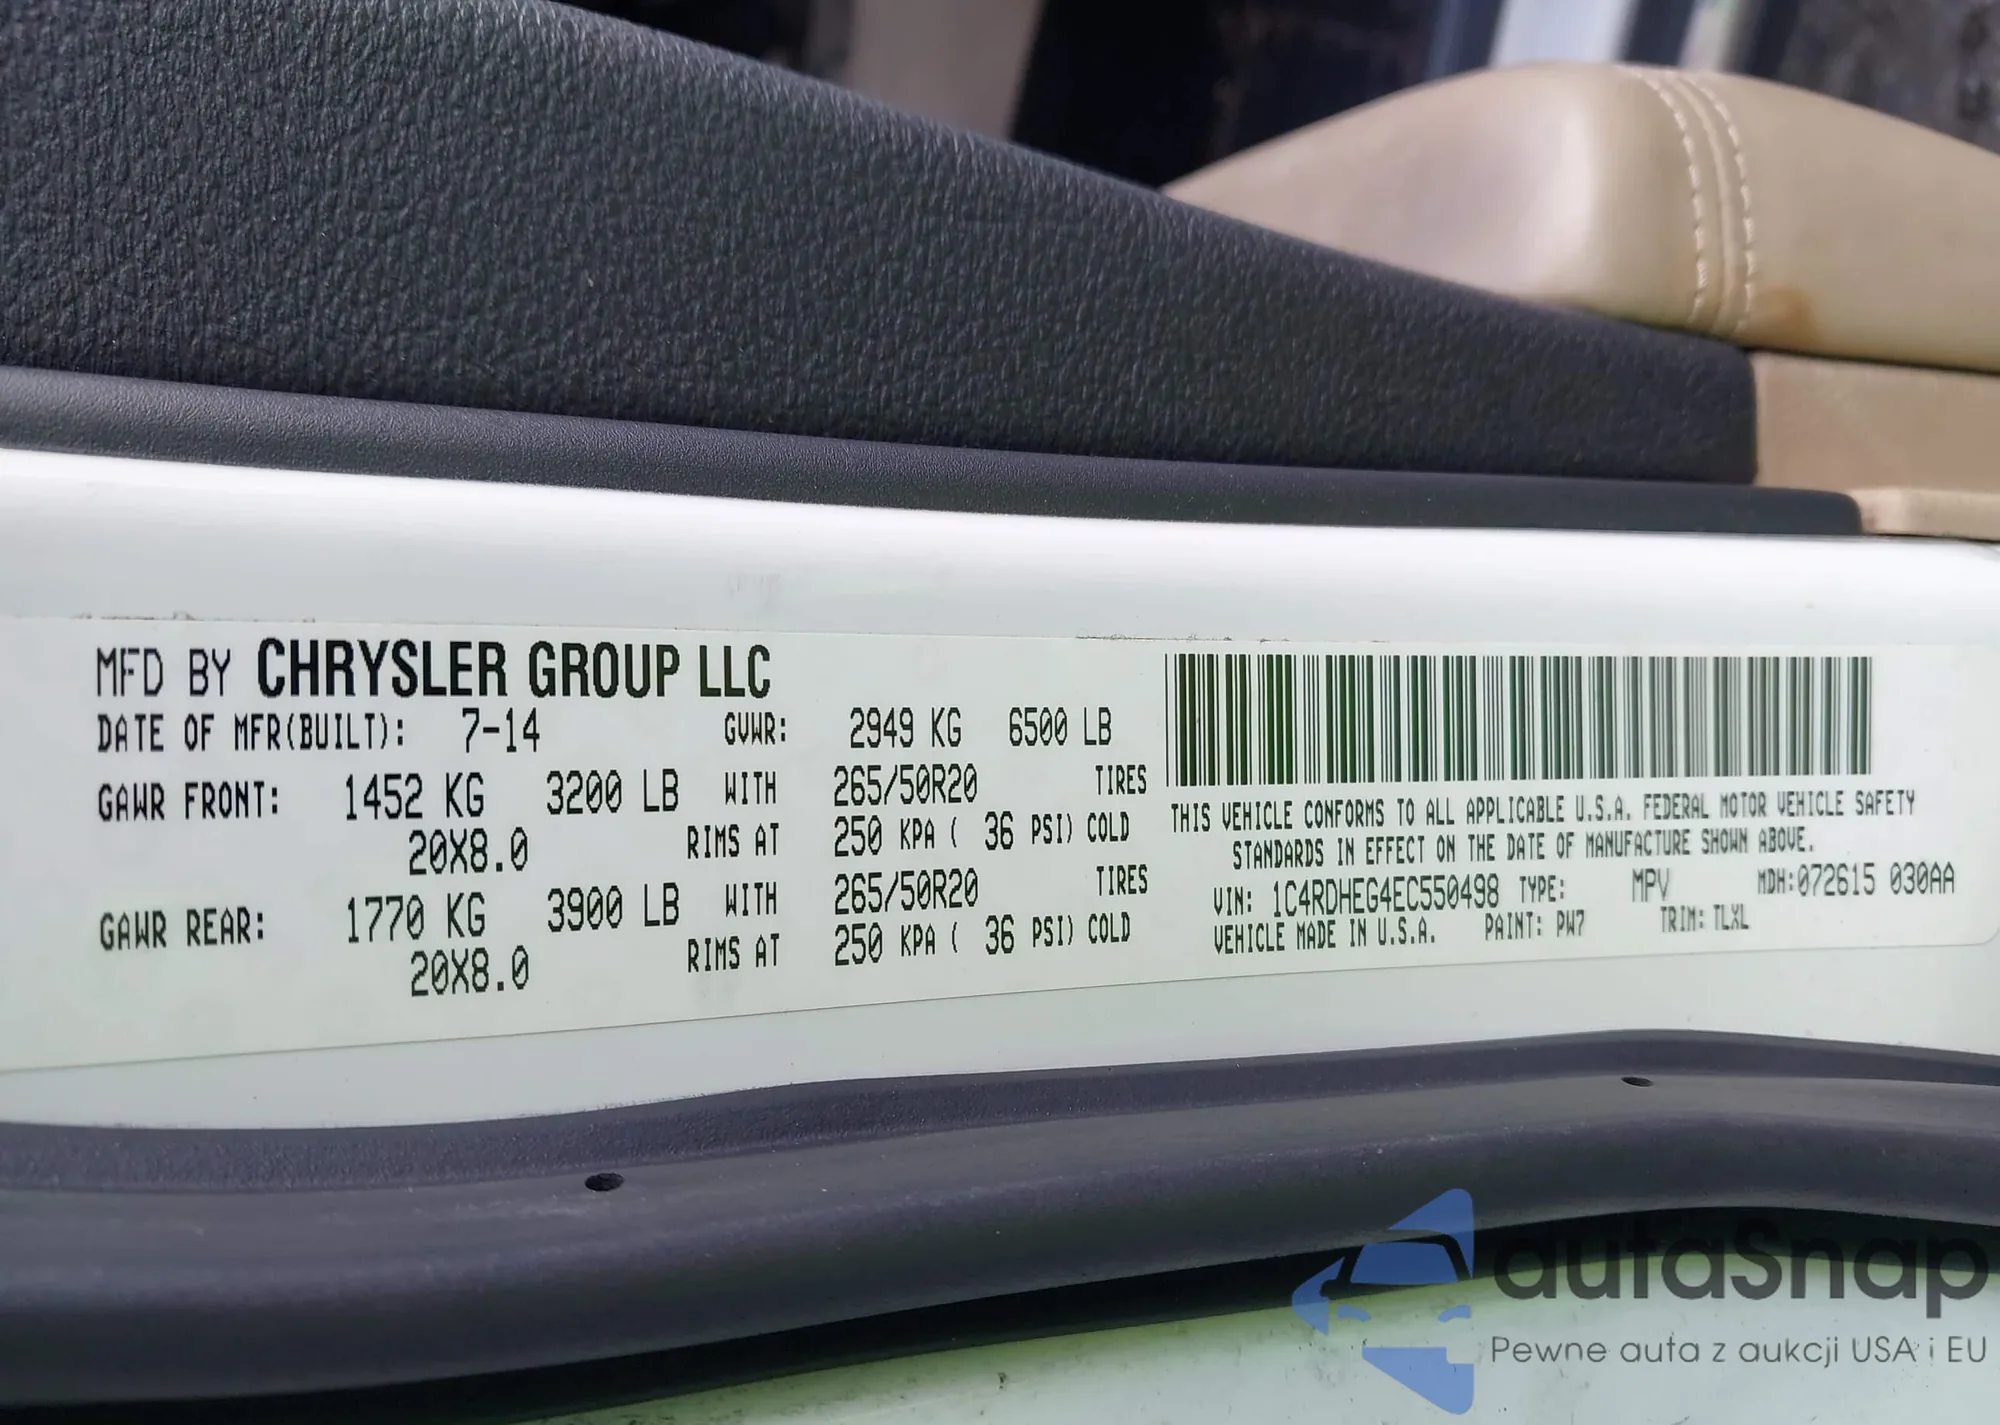 MFD BY CHRYSLER GROUP LLC
DATE OF MFR(BUILT): 7-14 GVWR: 2949 KG 6500 LB
GAWR FRONT: 1452 KG 3200 LB WITH 265/50R20 TIRES
20X8.0 RIMS AT 250 KPA ( 36 PSI) COLD
GAWR REAR: 1770 KG 3900 LB WITH 265/50R20 TIRES
20X8.0 RIMS AT 250 KPA ( 36 PSI) COLD
THIS VEHICLE CONFORMS TO ALL APPLICABLE U.S.A. FEDERAL MOTOR VEHICLE SAFETY
STANDARDS IN EFFECT ON THE DATE OF MANUFACTURE SHOWN ABOVE.
VIN: 1C4RDHEG4EC550498 TYPE: MPV MDH:072615 030AA
VEHICLE MADE IN U.S.A. PAINT: PW7 TRIM: TLXL
autaSnap
Pewne auta z aukcji USA i EU